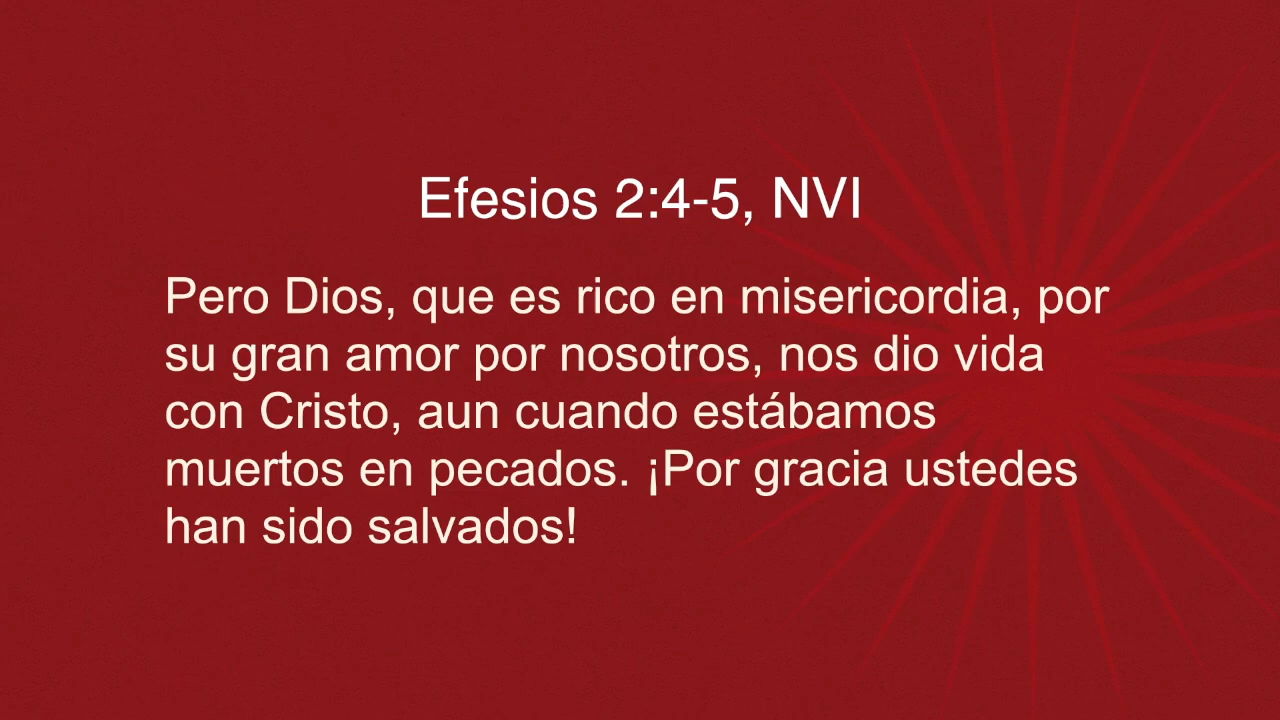 Efesios 2:4-5, NVI
Pero Dios, que es rico en misericordia, por
su gran amor por nosotros, nos dio vida
con Cristo, aun cuando estábamos
muertos en pecados. ¡Por gracia ustedes
han sido salvados!